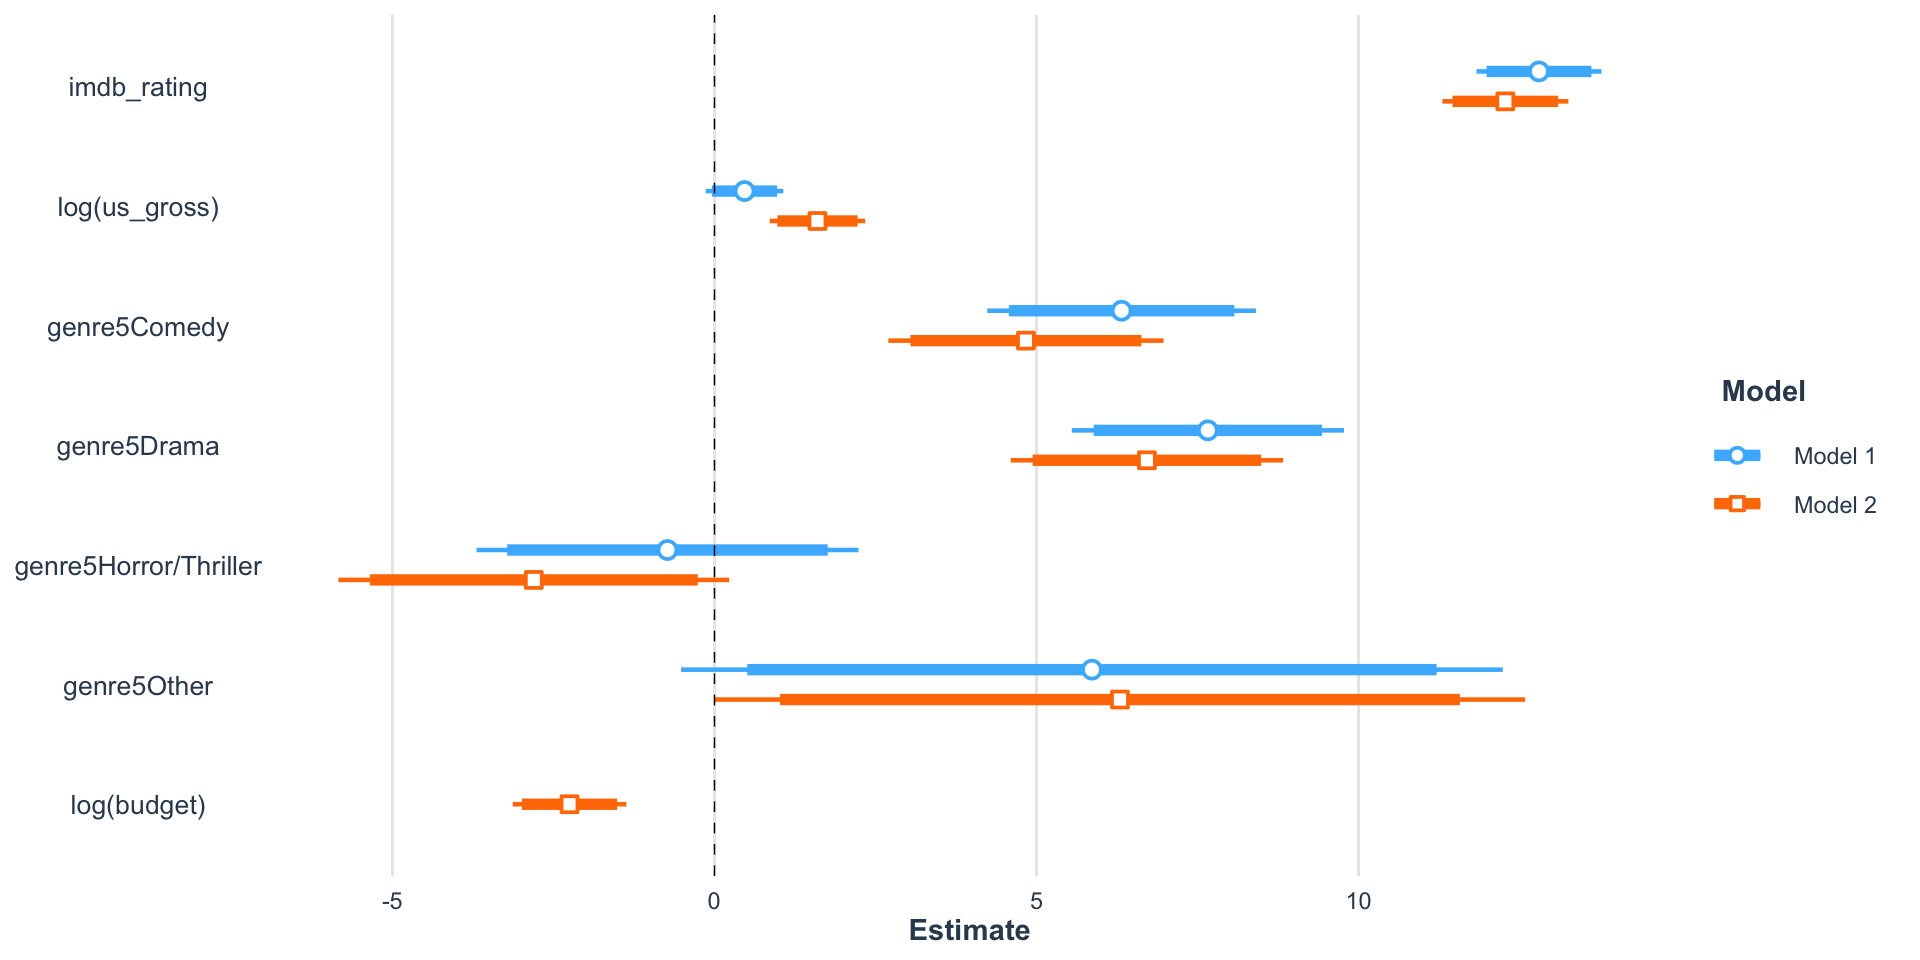 imdb_rating
log(us_gross)
genre5Comedy
genre5Drama
genre5Horror/Thriller
genre5Other
log(budget)
-5 0 5 10
Estimate
Model
Model 1
Model 2